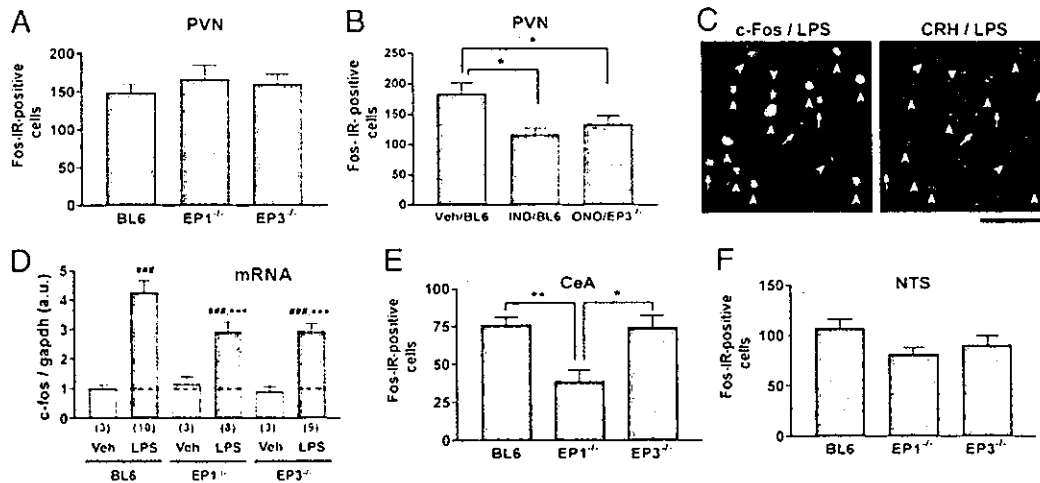 A
PVN
Fos-IR-positive cells
200
150
100
50
0
BL6 EP1-/- EP3-/-
B
PVN
Fos-IR-positive cells
250
200
150
100
50
0
*
*
Veh/BL6 IND/BL6 ONO/EP3-/-
C
c-Fos / LPS
CRH / LPS
D
mRNA
c-fos / gapdh (a.u.)
5
4
3
2
1
0
###
###,***
###,***
(3) (10) (3) (8) (3) (9)
Veh LPS Veh LPS Veh LPS
BL6 EP1-/- EP3-/-
E
CeA
Fos-IR-positive cells
100
75
50
25
0
**
*
BL6 EP1-/- EP3-/-
F
NTS
Fos-IR-positive cells
150
100
50
0
BL6 EP1-/- EP3-/-